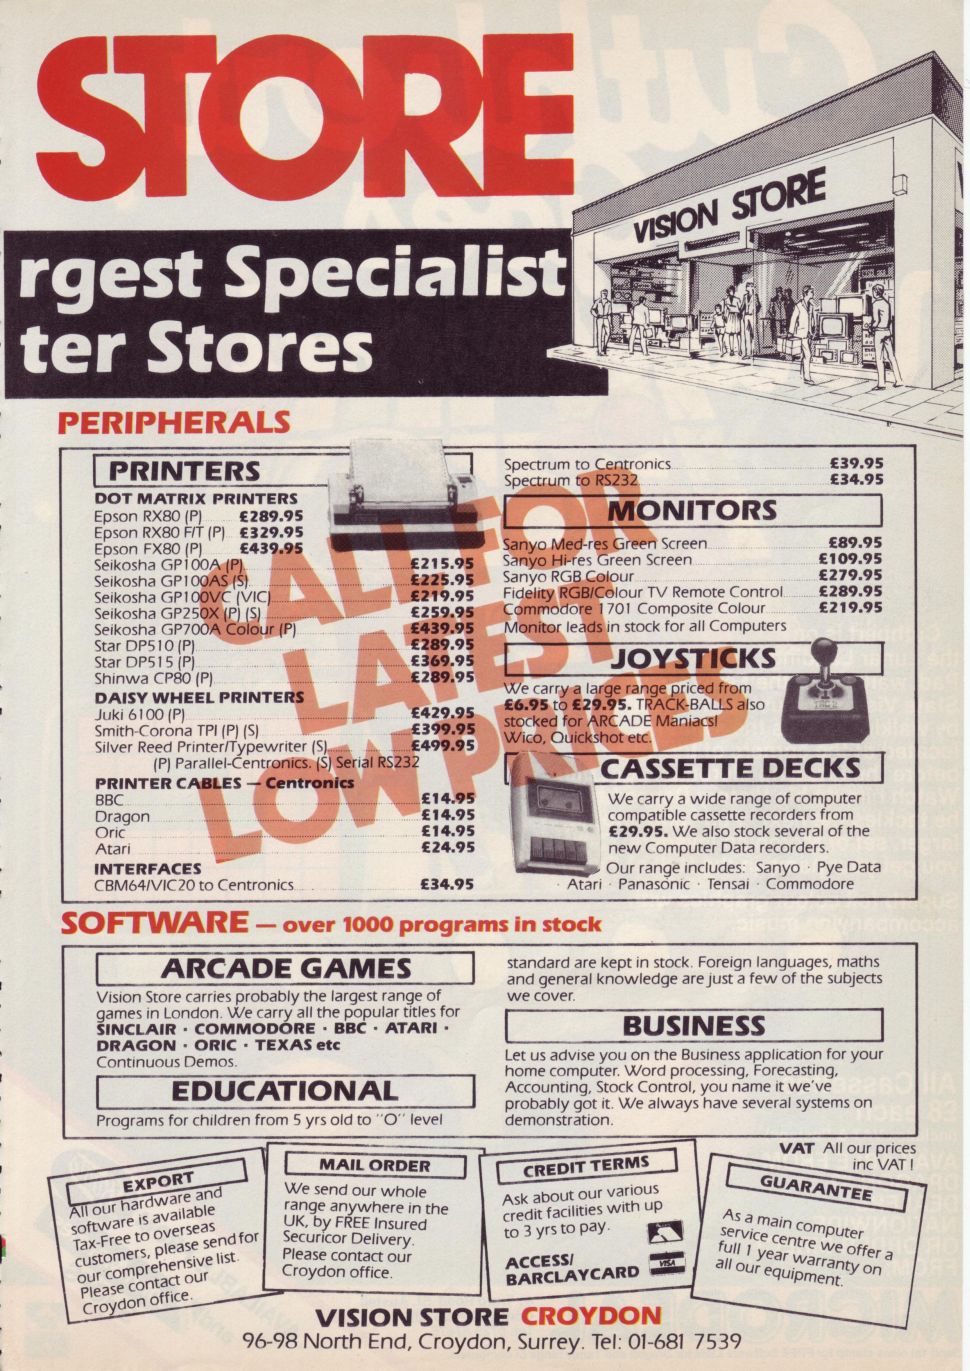 STORE
VISION STORE
rgest Specialist
ter Stores
PERIPHERALS
PRINTERS
DOT MATRIX PRINTERS
Epson RX80 (P) £289.95
Epson RX80 F/T (P) £329.95
Epson FX80 (P) £439.95
Seikosha GP100A (P) £215.95
Seikosha GP100AS (S) £225.95
Seikosha GP100VC (VIC) £219.95
Seikosha GP250X (P) (S) £259.95
Seikosha GP700A Colour (P) £439.95
Star DP510 (P) £289.95
Star DP515 (P) £369.95
Shinwa CP80 (P) £289.95
DAISY WHEEL PRINTERS
Juki 6100 (P) £429.95
Smith-Corona TPI (P) (S) £399.95
Silver Reed Printer/Typewriter (S) £499.95
(P) Parallel-Centronics. (S) Serial RS232
PRINTER CABLES — Centronics
BBC £14.95
Dragon £14.95
Oric £14.95
Atari £24.95
INTERFACES
CBM64/VIC20 to Centronics £34.95
Spectrum to Centronics £39.95
Spectrum to RS232 £34.95
MONITORS
Sanyo Med-res Green Screen £89.95
Sanyo Hi-res Green Screen £109.95
Sanyo RGB Colour £279.95
Fidelity RGB/Colour TV Remote Control £289.95
Commodore 1701 Composite Colour £219.95
Monitor leads in stock for all Computers
JOYSTICKS
We carry a large range priced from
£6.95 to £29.95. TRACK-BALLS also
stocked for ARCADE Maniacs!
Wico, Quickshot etc.
CASSETTE DECKS
We carry a wide range of computer
compatible cassette recorders from
£29.95. We also stock several of the
new Computer Data recorders.
Our range includes: Sanyo · Pye Data
· Atari · Panasonic · Tensai · Commodore
CALL FOR
LATEST
LOW PRICES
SOFTWARE — over 1000 programs in stock
ARCADE GAMES
Vision Store carries probably the largest range of
games in London. We carry all the popular titles for
SINCLAIR · COMMODORE · BBC · ATARI ·
DRAGON · ORIC · TEXAS etc
Continuous Demos.
EDUCATIONAL
Programs for children from 5 yrs old to "O" level
standard are kept in stock. Foreign languages, maths
and general knowledge are just a few of the subjects
we cover.
BUSINESS
Let us advise you on the Business application for your
home computer. Word processing, Forecasting,
Accounting, Stock Control, you name it we've
probably got it. We always have several systems on
demonstration.
VAT All our prices
inc VAT!
EXPORT
All our hardware and
software is available
Tax-Free to overseas
customers, please send for
our comprehensive list.
Please contact our
Croydon office.
MAIL ORDER
We send our whole
range anywhere in the
UK, by FREE Insured
Securicor Delivery.
Please contact our
Croydon office.
CREDIT TERMS
Ask about our various
credit facilities with up
to 3 yrs to pay.
ACCESS/
BARCLAYCARD
VISA
GUARANTEE
As a main computer
service centre we offer a
full 1 year warranty on
all our equipment.
VISION STORE CROYDON
96-98 North End, Croydon, Surrey. Tel: 01-681 7539